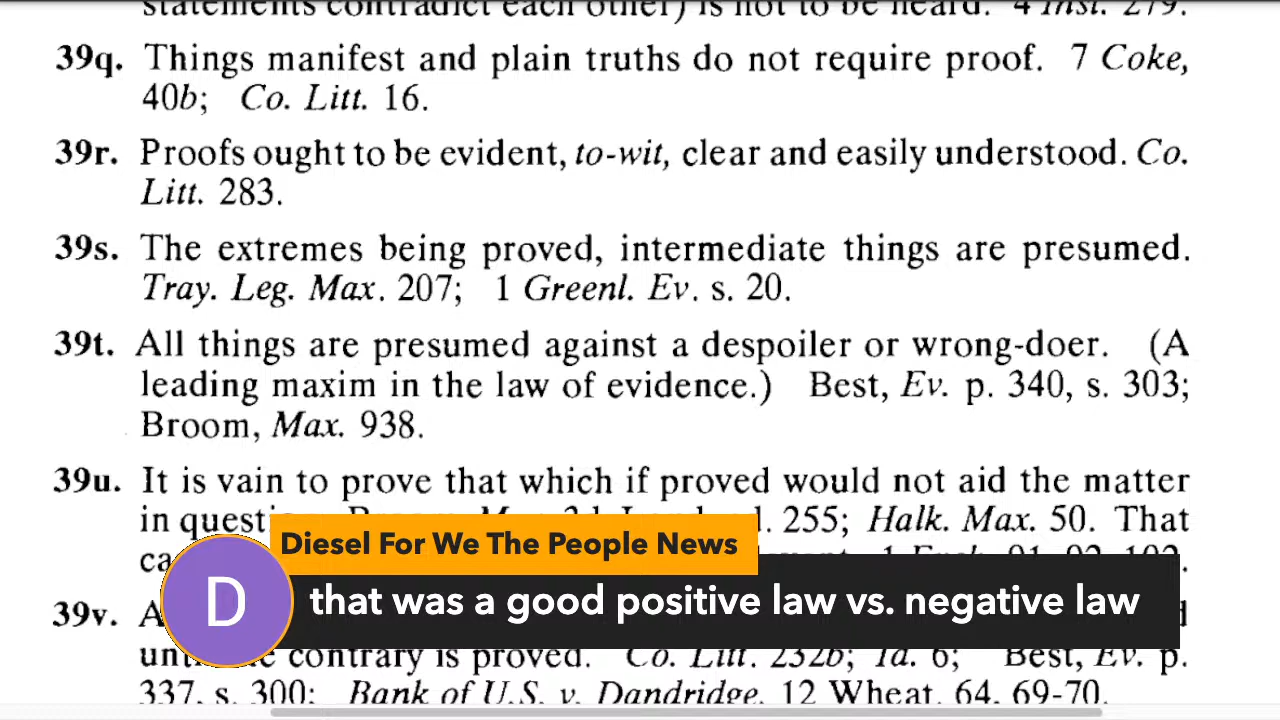 statements contradict each other) is not to be heard. 4 Inst. 279.
39q. Things manifest and plain truths do not require proof. 7 Coke,
40b; Co. Litt. 16.
39r. Proofs ought to be evident, to-wit, clear and easily understood. Co.
Litt. 283.
39s. The extremes being proved, intermediate things are presumed.
Tray. Leg. Max. 207; 1 Greenl. Ev. s. 20.
39t. All things are presumed against a despoiler or wrong-doer. (A
leading maxim in the law of evidence.) Best, Ev. p. 340, s. 303;
Broom, Max. 938.
39u. It is vain to prove that which if proved would not aid the matter
in 255; Halk. Max. 50. That
Diesel For We The People News
D
that was a good positive law vs. negative law
39v.
contrary is proved. Co. Litt. 232b; Id. 6; Best, Ev. p.
337, s. 300; Bank of U.S. v. Dandridge, 12 Wheat. 64, 69-70.